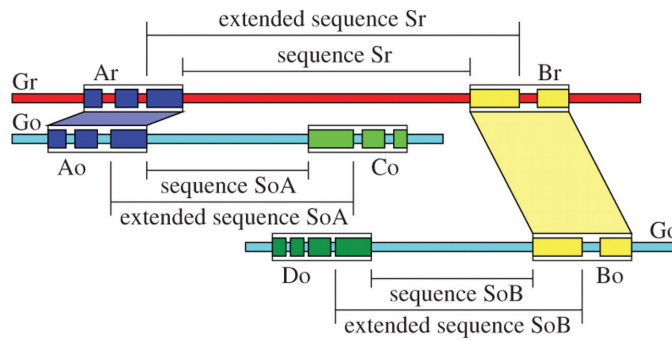 extended sequence Sr
sequence Sr
Gr Ar Br
Go
Ao Co
sequence SoA
extended sequence SoA
Go
Do Bo
sequence SoB
extended sequence SoB